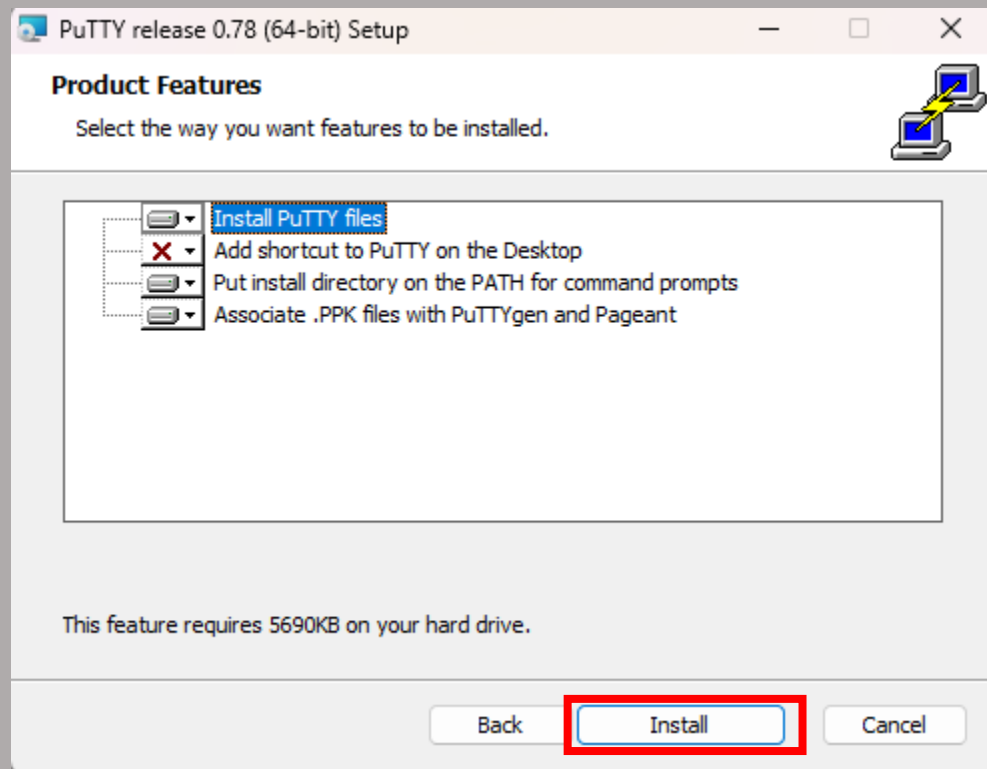 PuTTY release 0.78 (64-bit) Setup
Product Features
Select the way you want features to be installed.
Install PuTTY files
Add shortcut to PuTTY on the Desktop
Put install directory on the PATH for command prompts
Associate .PPK files with PuTTYgen and Pageant
This feature requires 5690KB on your hard drive.
Back Install Cancel